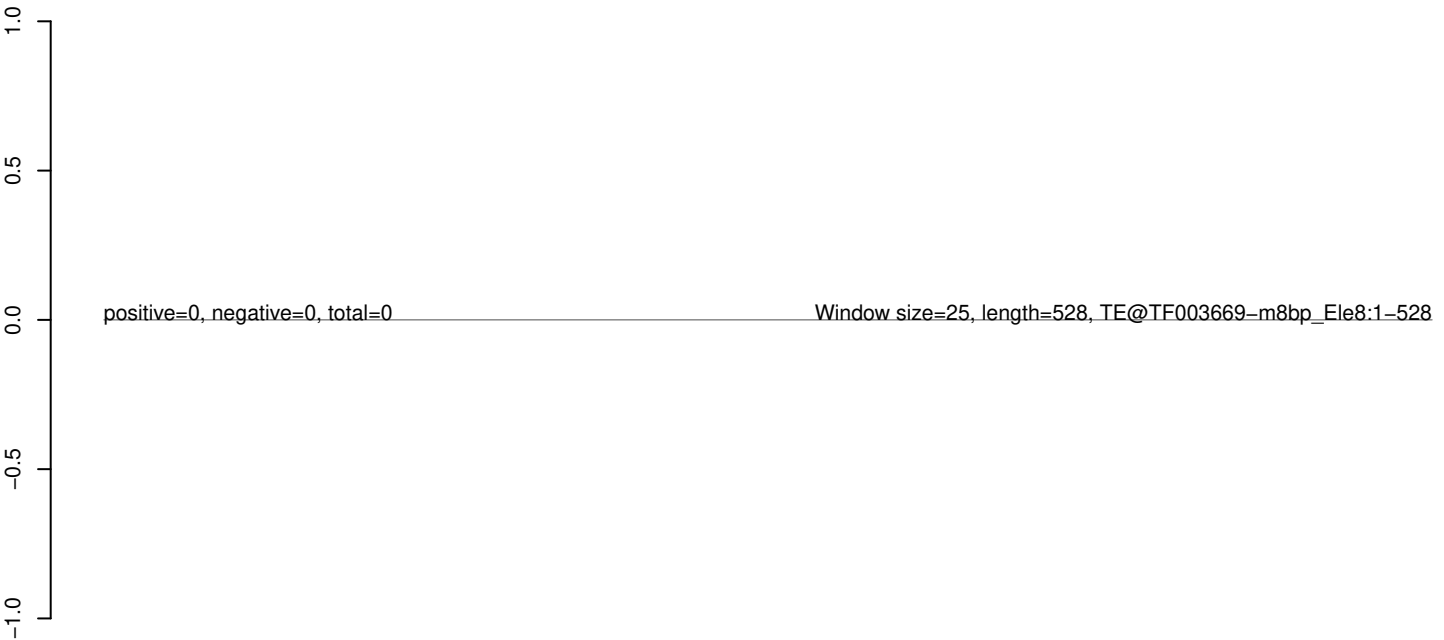 1.0
0.5
0.0
−0.5
−1.0
positive=0, negative=0, total=0
Window size=25, length=528, TE@TF003669−m8bp_Ele8:1−528